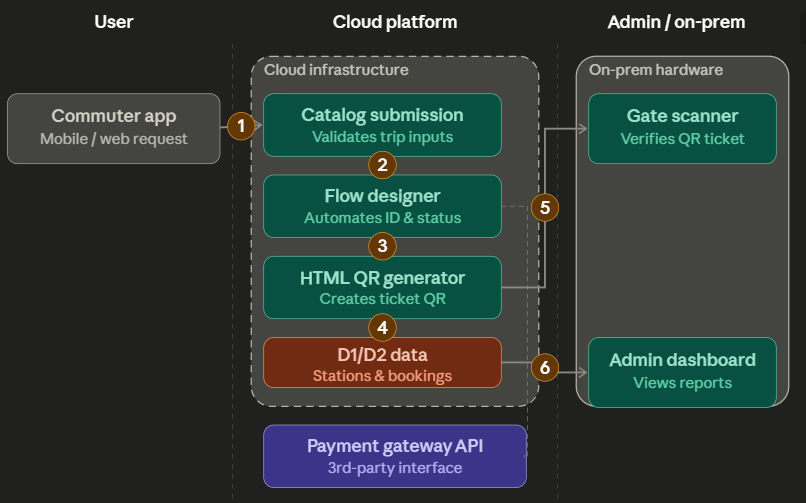 User
Cloud platform
Admin / on-prem
Cloud infrastructure
On-prem hardware
Commuter app
Mobile / web request
1
Catalog submission
Validates trip inputs
Gate scanner
Verifies QR ticket
2
Flow designer
Automates ID & status
5
3
HTML QR generator
Creates ticket QR
4
D1/D2 data
Stations & bookings
6
Admin dashboard
Views reports
Payment gateway API
3rd-party interface